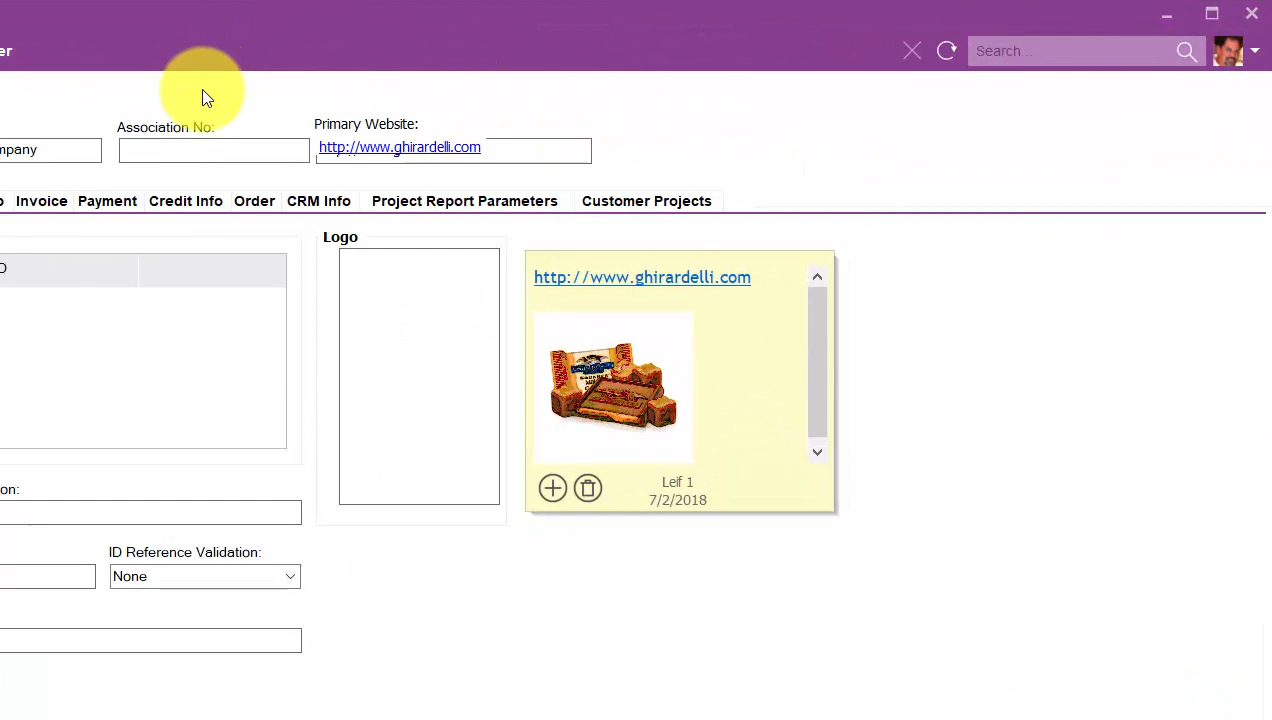 er
Search...
Association No:
Primary Website:
mpany
http://www.ghirardelli.com
o
Invoice
Payment
Credit Info
Order
CRM Info
Project Report Parameters
Customer Projects
Logo
D
http://www.ghirardelli.com
Leif 1
7/2/2018
on:
ID Reference Validation:
None